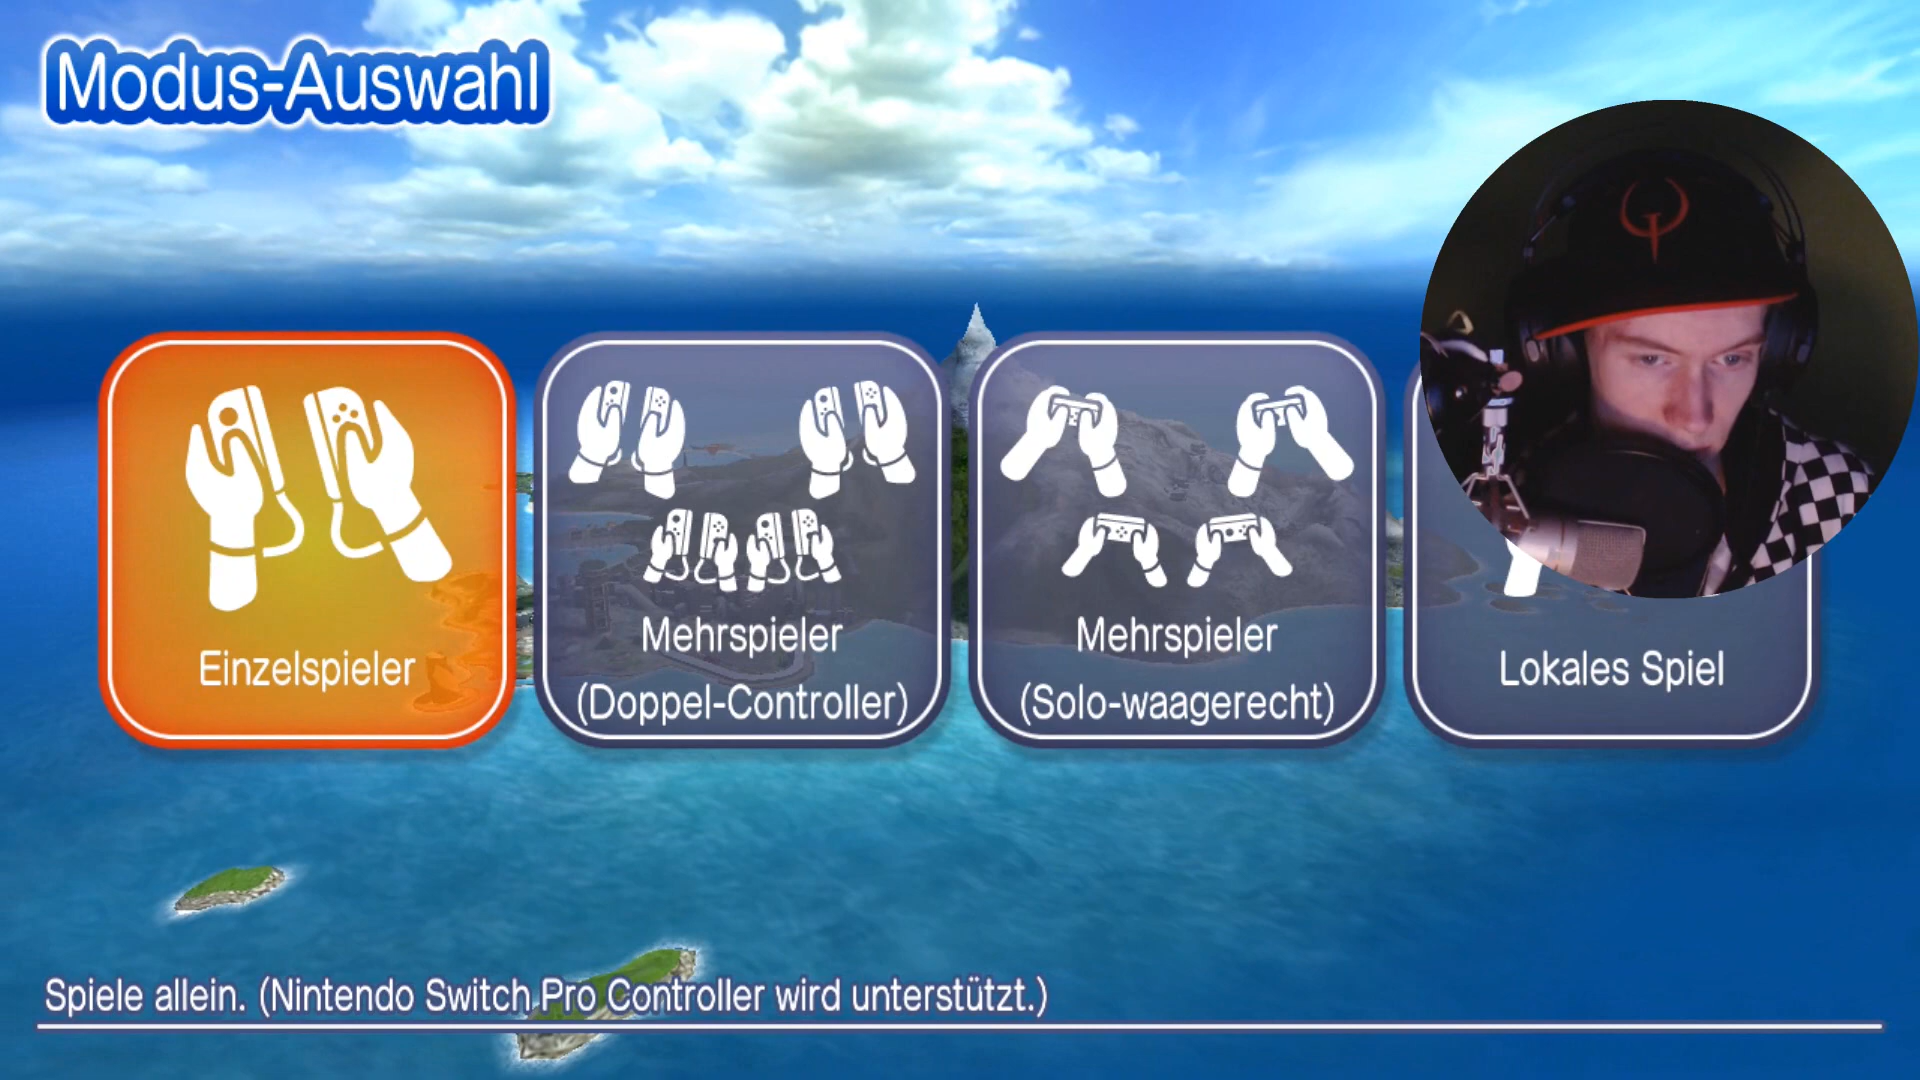 Modus-Auswahl
Einzelspieler
Mehrspieler
(Doppel-Controller)
Mehrspieler
(Solo-waagerecht)
Lokales Spiel
Spiele allein. (Nintendo Switch Pro Controller wird unterstützt.)